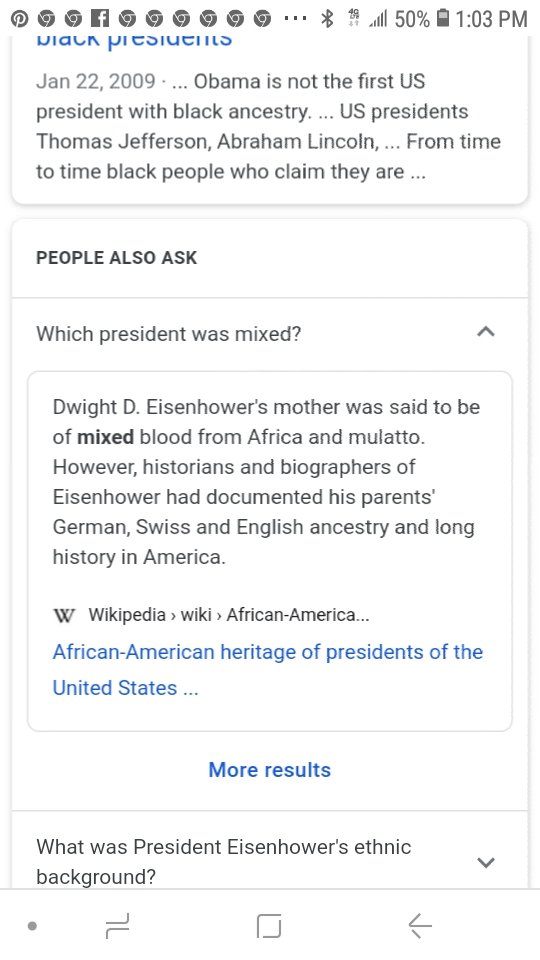 50% 1:03 PM
black presidents
Jan 22, 2009 · ... Obama is not the first US
president with black ancestry. ... US presidents
Thomas Jefferson, Abraham Lincoln, ... From time
to time black people who claim they are ...
PEOPLE ALSO ASK
Which president was mixed?
Dwight D. Eisenhower's mother was said to be
of mixed blood from Africa and mulatto.
However, historians and biographers of
Eisenhower had documented his parents'
German, Swiss and English ancestry and long
history in America.
W Wikipedia › wiki › African-America...
African-American heritage of presidents of the
United States ...
More results
What was President Eisenhower's ethnic
background?